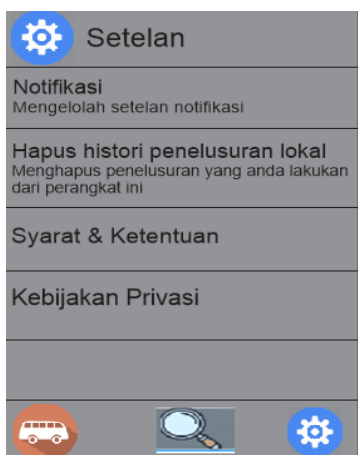 Setelan
Notifikasi
Mengelolah setelan notifikasi
Hapus histori penelusuran lokal
Menghapus penelusuran yang anda lakukan
dari perangkat ini
Syarat & Ketentuan
Kebijakan Privasi